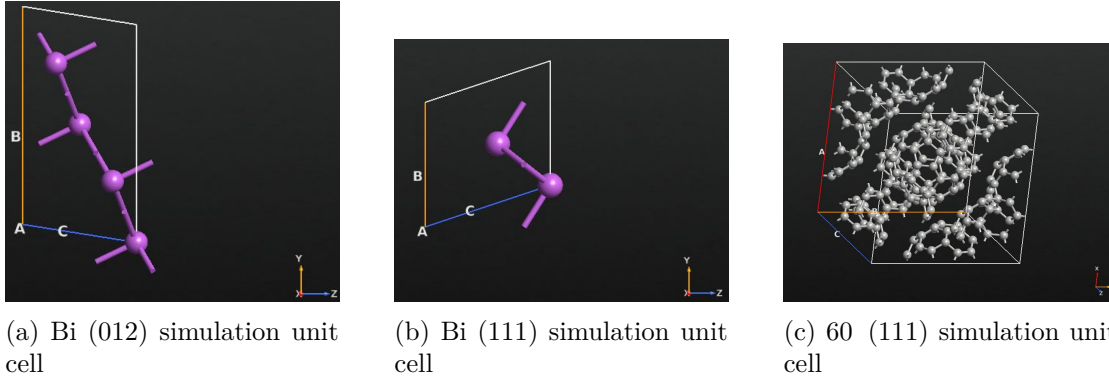 B
A
C
Y
X
Z
B
A
C
Y
X
Z
A
B
C
X
Z
(a) Bi (012) simulation unit
cell
(b) Bi (111) simulation unit
cell
(c) 60 (111) simulation unit
cell